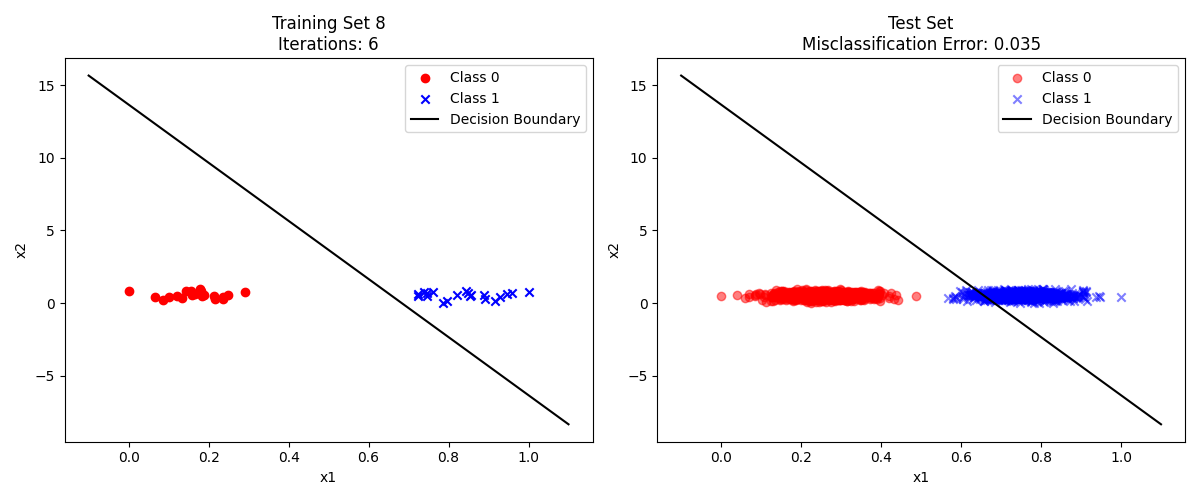 Training Set 8
Iterations: 6
Class 0
Class 1
Decision Boundary
15
10
5
0
−5
x2
0.0 0.2 0.4 0.6 0.8 1.0
x1
Test Set
Misclassification Error: 0.035
Class 0
Class 1
Decision Boundary
15
10
5
0
−5
x2
0.0 0.2 0.4 0.6 0.8 1.0
x1